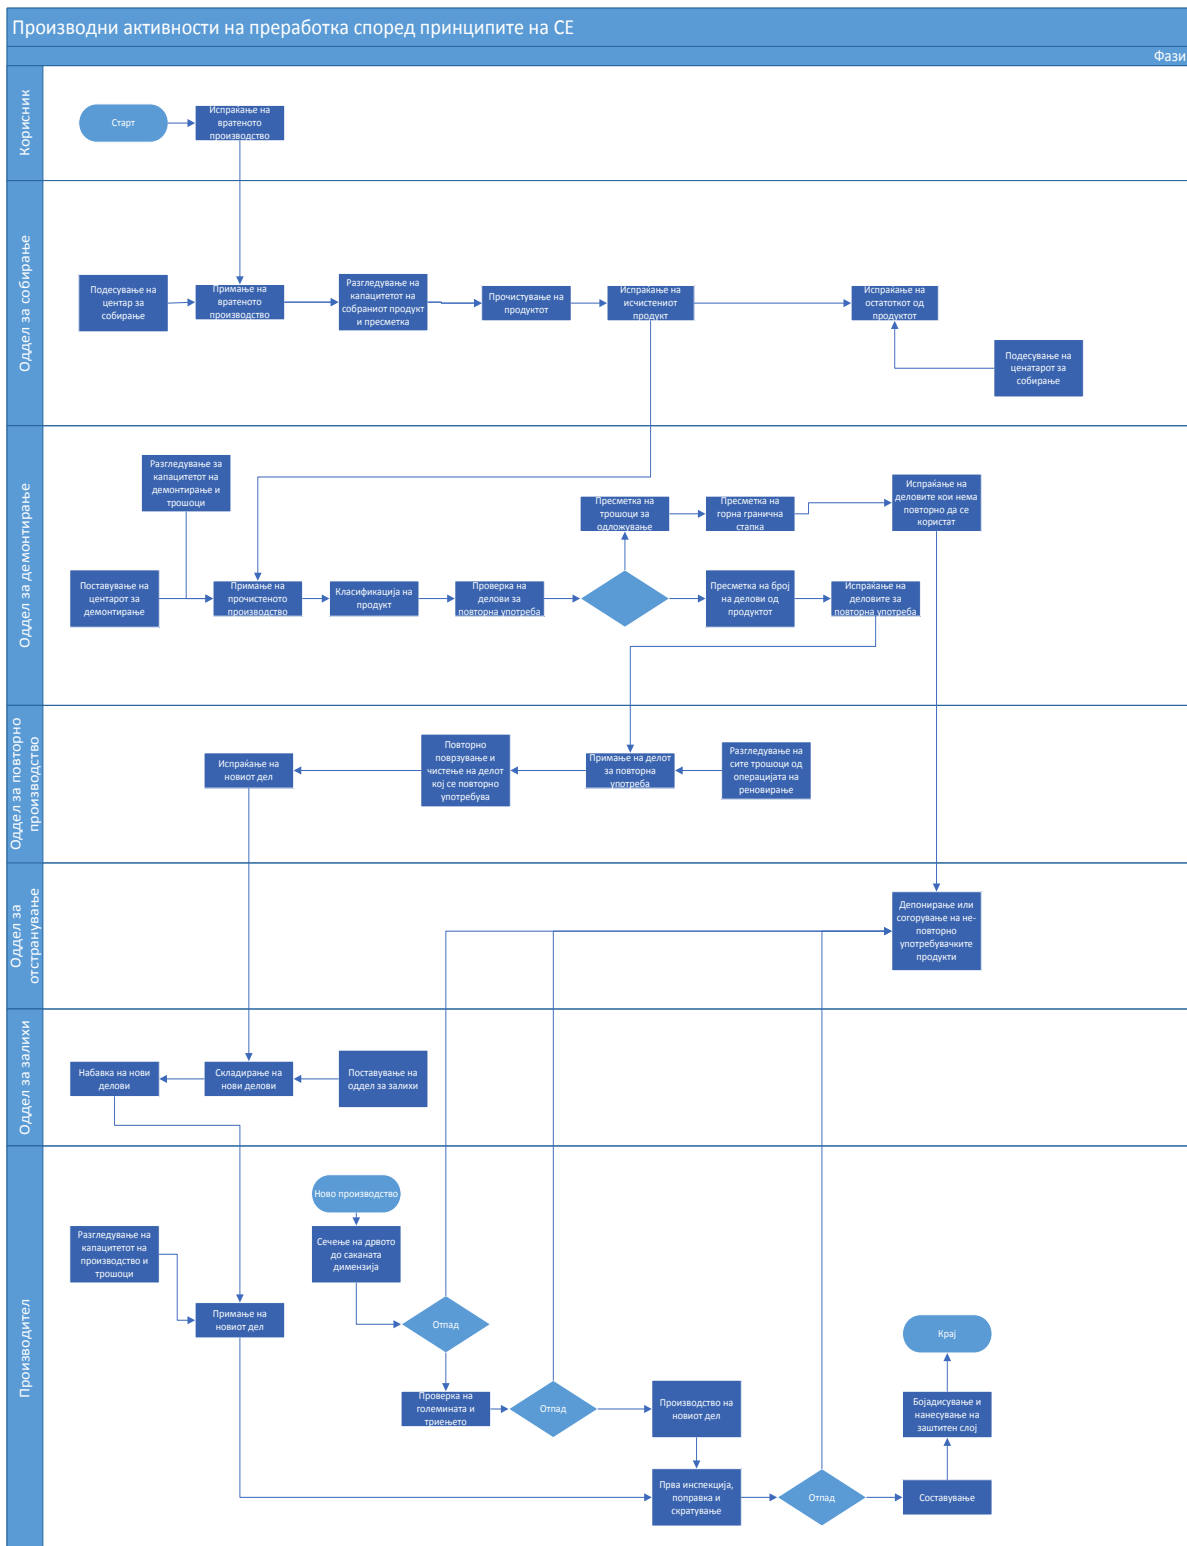 Производни активности на преработка според принципите на CE
Фази
Корисник
Старт
Испраќање на
вратеното
производство
Оддел за собирање
Подесување на
центар за
собирање
Примање на
вратеното
производство
Разгледување на
капацитетот на
собраниот продукт
и пресметка
Прочистување на
продуктот
Испраќање на
исчистениот
продукт
Испраќање на
остатокот од
продуктот
Подесување на
ценатарот за
собирање
Оддел за демонтирање
Разгледување за
капацитетот на
демонтирање и
трошоци
Поставување на
центарот за
демонтирање
Примање на
прочистеното
производство
Класификација на
продукт
Проверка на
делови за
повторна употреба
Пресметка на
трошоци за
одложување
Пресметка на
горна гранична
стапка
Испраќање на
деловите кои нема
повторно да се
користат
Пресметка на број
на делови од
продуктот
Испраќање на
деловите за
повторна употреба
Оддел за повторно
производство
Испраќање на
новиот дел
Повторно
поврзување и
чистење на делот
кој се повторно
употребува
Примање на делот
за повторна
употреба
Разгледување на
сите трошоци од
операцијата на
реновирање
Оддел за
отстранување
Депонирање или
согорување на не-
повторно
употребувачките
продукти
Оддел за залихи
Набавка на нови
делови
Складирање на
нови делови
Поставување на
оддел за залихи
Производител
Ново производство
Сечење на дрвото
до саканата
димензија
Разгледување на
капацитетот на
производство и
трошоци
Примање на
новиот дел
Отпад
Проверка на
големината и
триењето
Отпад
Производство на
новиот дел
Прва инспекција,
поправка и
скратување
Отпад
Составување
Бојадисување и
нанесување на
заштитен слој
Крај